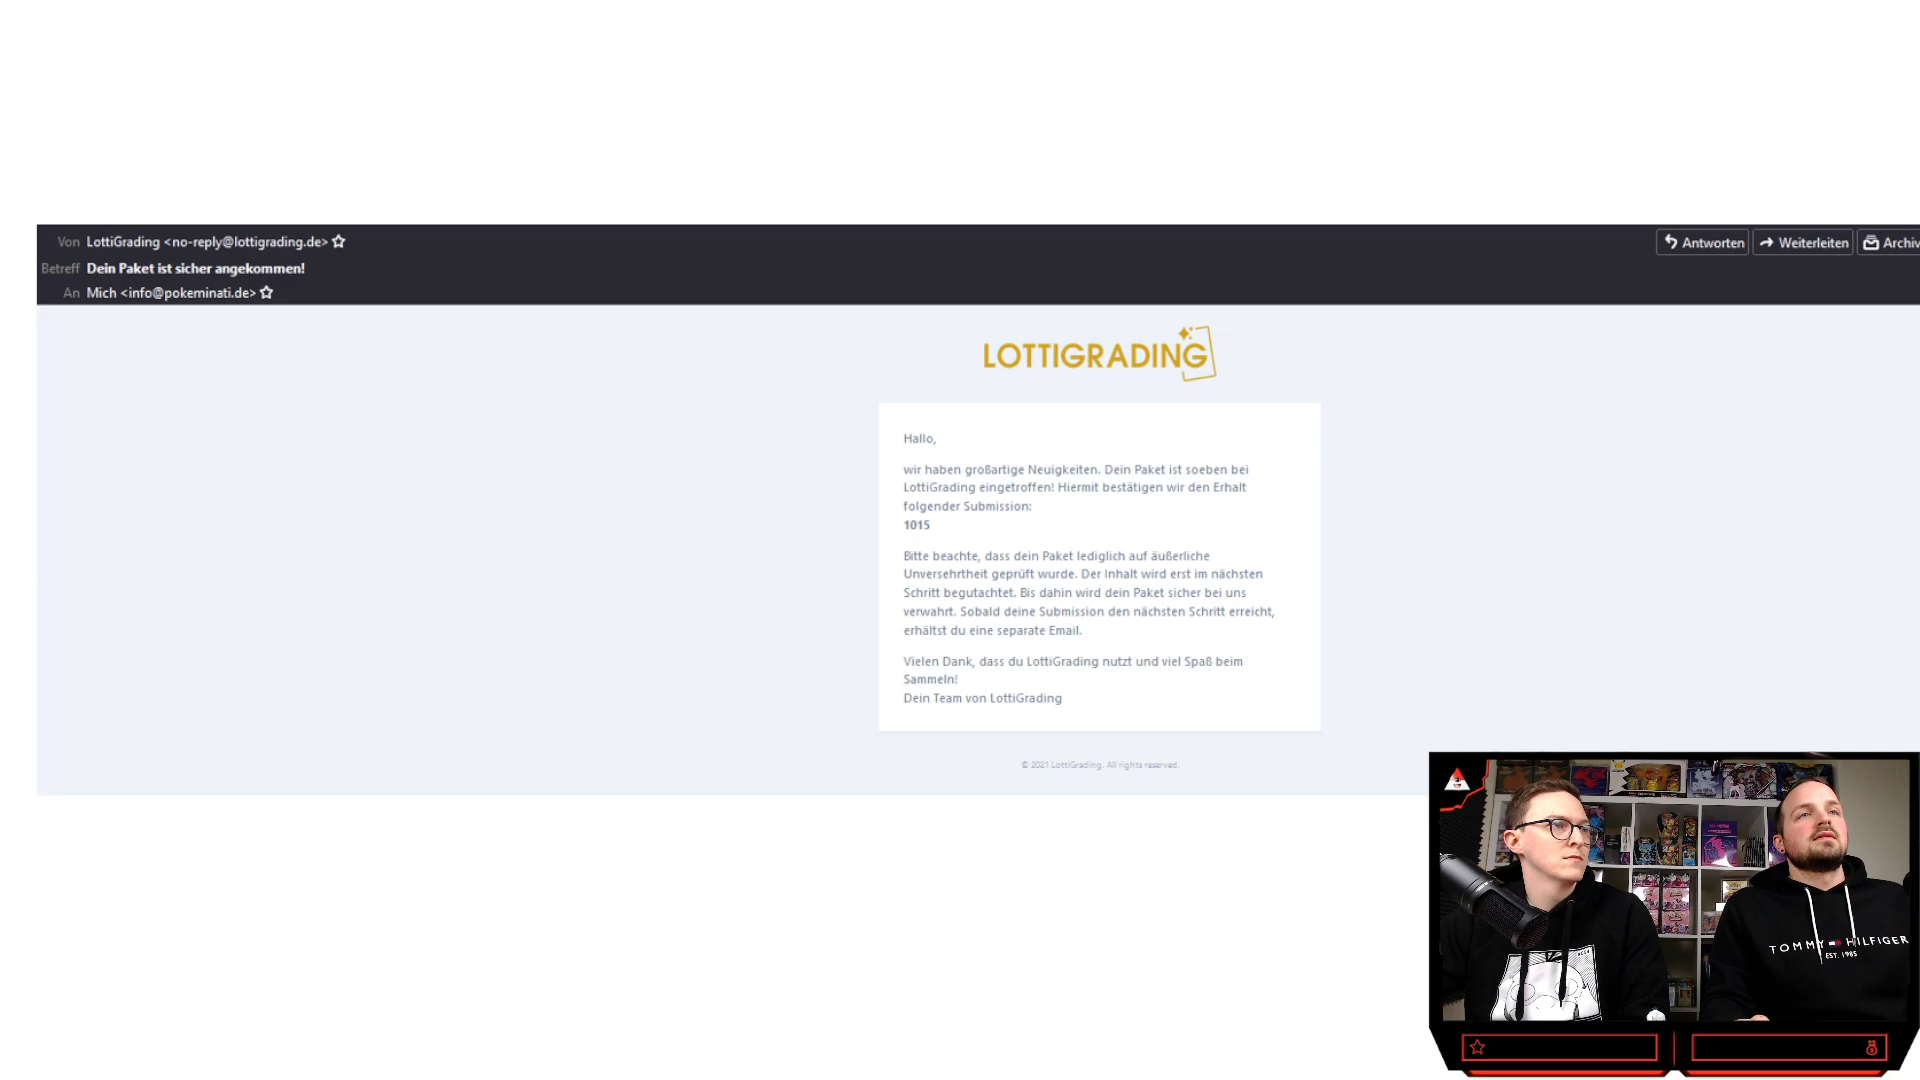 Von LottiGrading <no-reply@lottigrading.de>
Antworten Weiterleiten Archiv
Betreff Dein Paket ist sicher angekommen!
An Mich <info@pokeminati.de>
LOTTIGRADING
Hallo,
wir haben großartige Neuigkeiten. Dein Paket ist soeben bei
LottiGrading eingetroffen! Hiermit bestätigen wir den Erhalt
folgender Submission:
1015
Bitte beachte, dass dein Paket lediglich auf äußerliche
Unversehrtheit geprüft wurde. Der Inhalt wird erst im nächsten
Schritt begutachtet. Bis dahin wird dein Paket sicher bei uns
verwahrt. Sobald deine Submission den nächsten Schritt erreicht,
erhältst du eine separate Email.
Vielen Dank, dass du LottiGrading nutzt und viel Spaß beim
Sammeln!
Dein Team von LottiGrading
© 2021 LottiGrading. All rights reserved.
TOMMY HILFIGER
EST. 1985